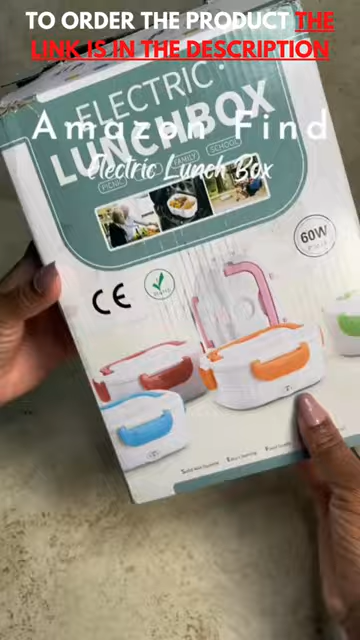 TO ORDER THE PRODUCT THE
LINK IS IN THE DESCRIPTION
ELECTRIC
LUNCHBOX
Amazon Find
Electric Lunch Box
PICNIC
FAMILY
SCHOOL
60W
CE